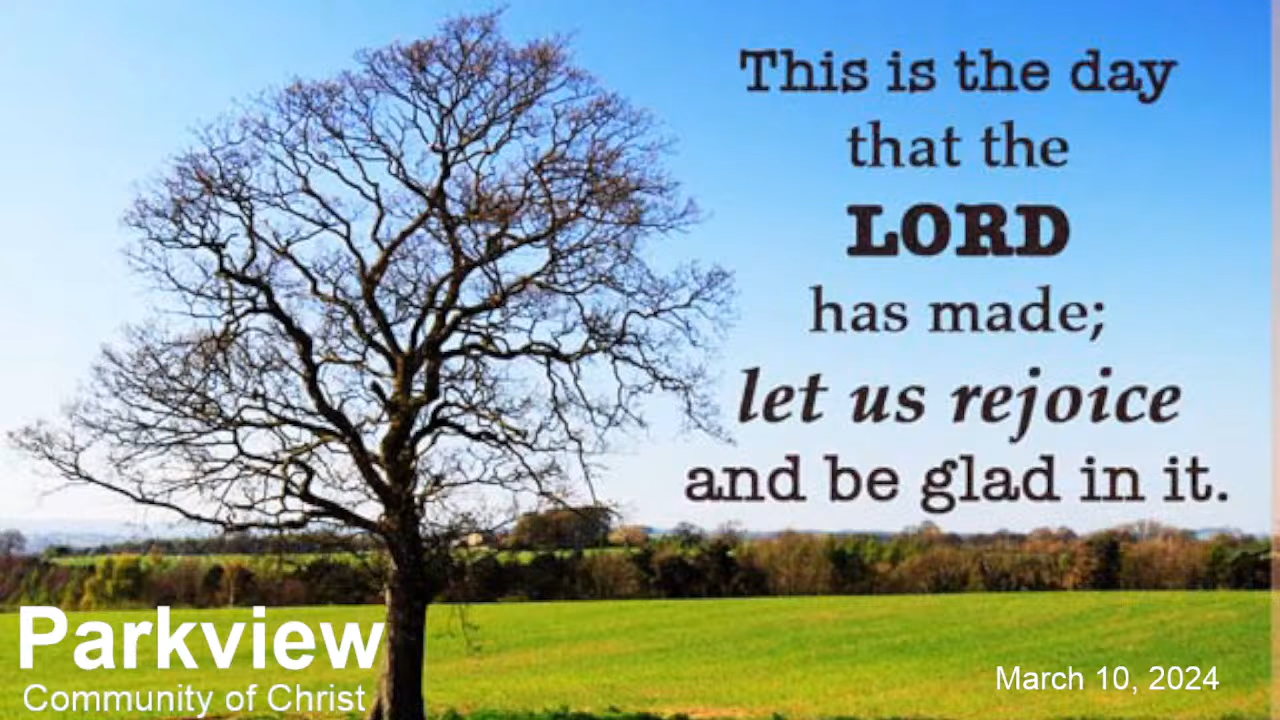 This is the day
that the
LORD
has made;
let us rejoice
and be glad in it.
Parkview
Community of Christ
March 10, 2024